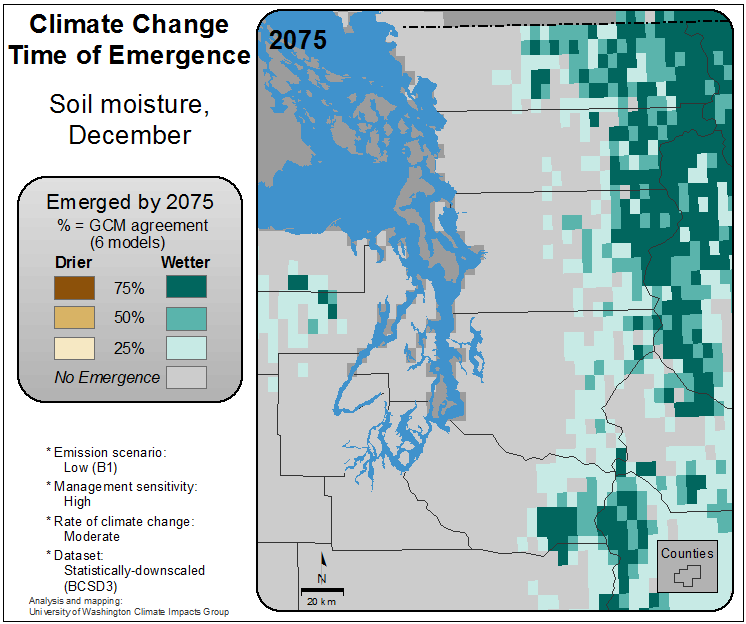 Climate Change
Time of Emergence
Soil moisture,
December
Emerged by 2075
% = GCM agreement
(6 models)
Drier Wetter
75%
50%
25%
No Emergence
* Emission scenario:
Low (B1)
* Management sensitivity:
High
* Rate of climate change:
Moderate
* Dataset:
Statistically-downscaled
(BCSD3)
Analysis and mapping:
University of Washington Climate Impacts Group
2075
N
20 km
Counties